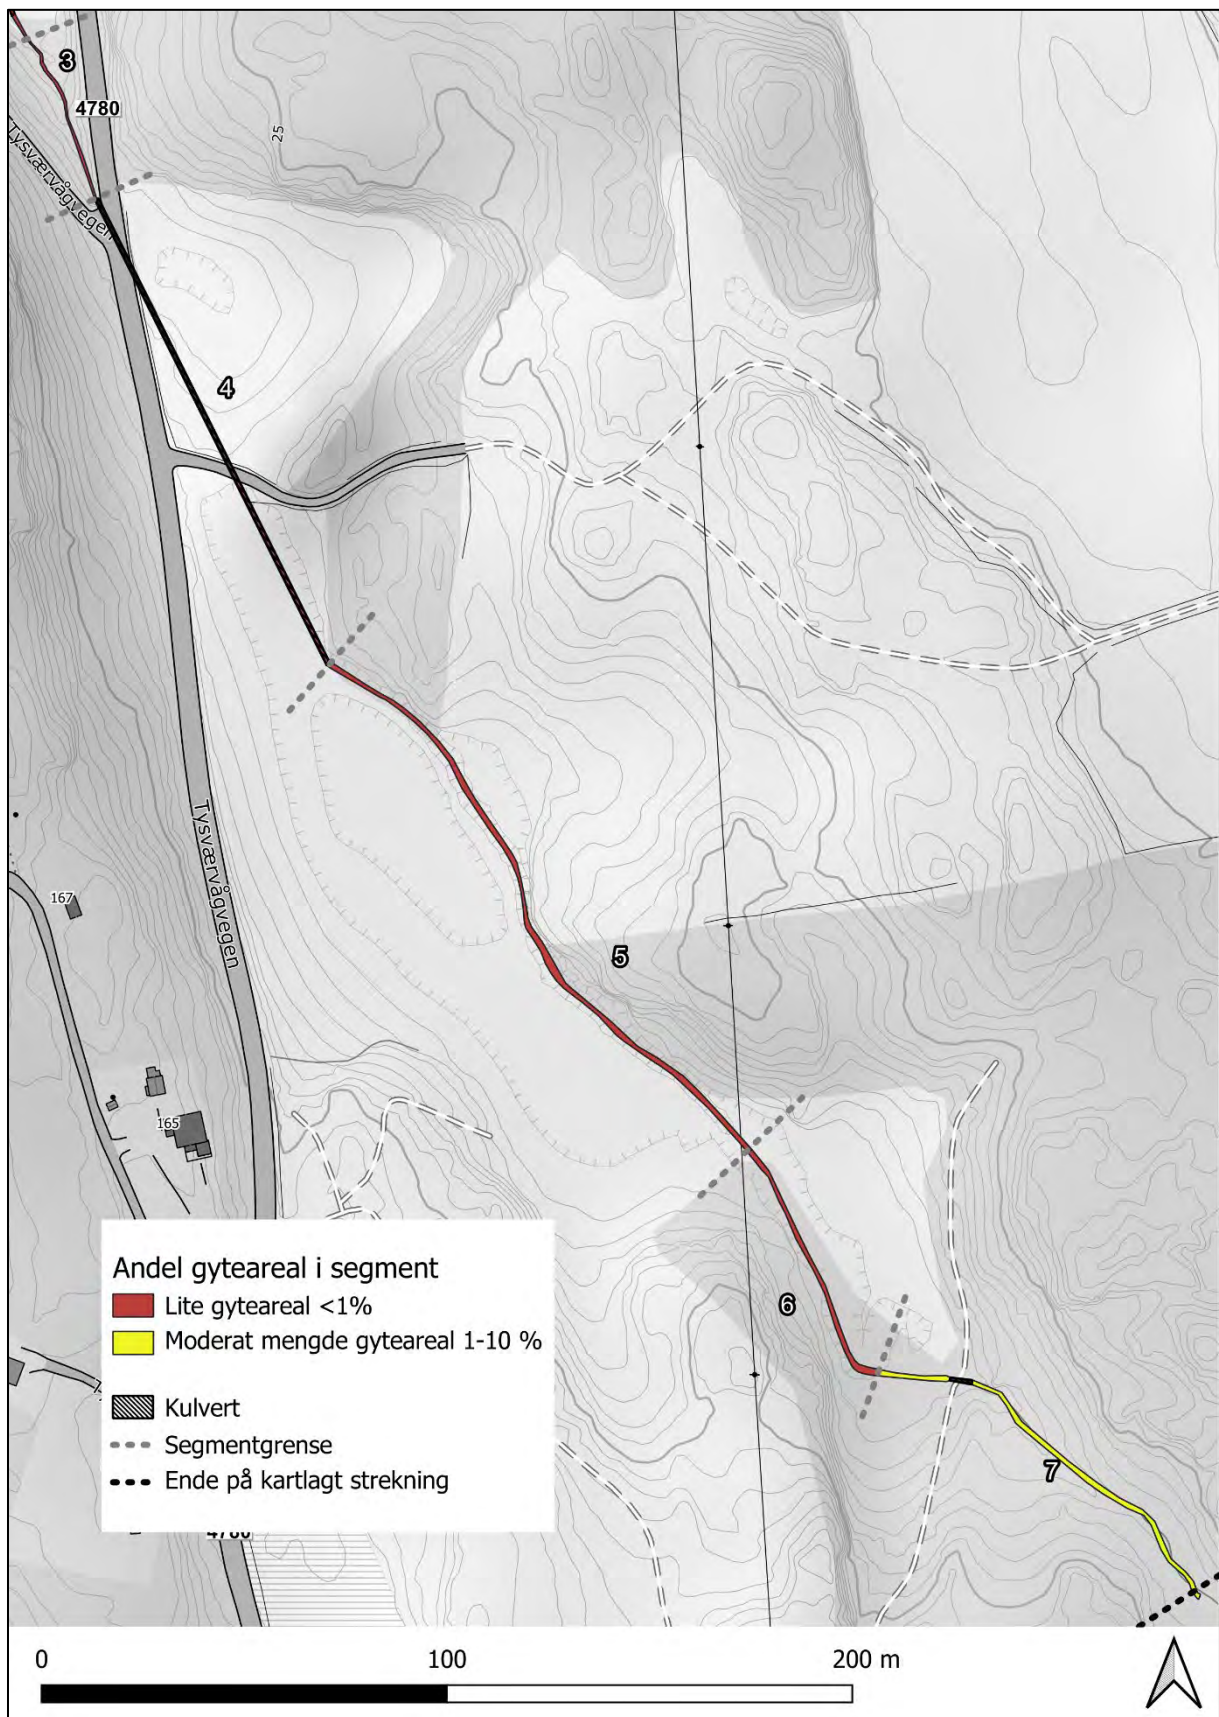 3
4780
Tysværvågvegen
25
4
Tysværvågvegen
167
5
165
6
7
Andel gyteareal i segment
Lite gyteareal <1%
Moderat mengde gyteareal 1-10 %
Kulvert
Segmentgrense
Ende på kartlagt strekning
4780
0 100 200 m